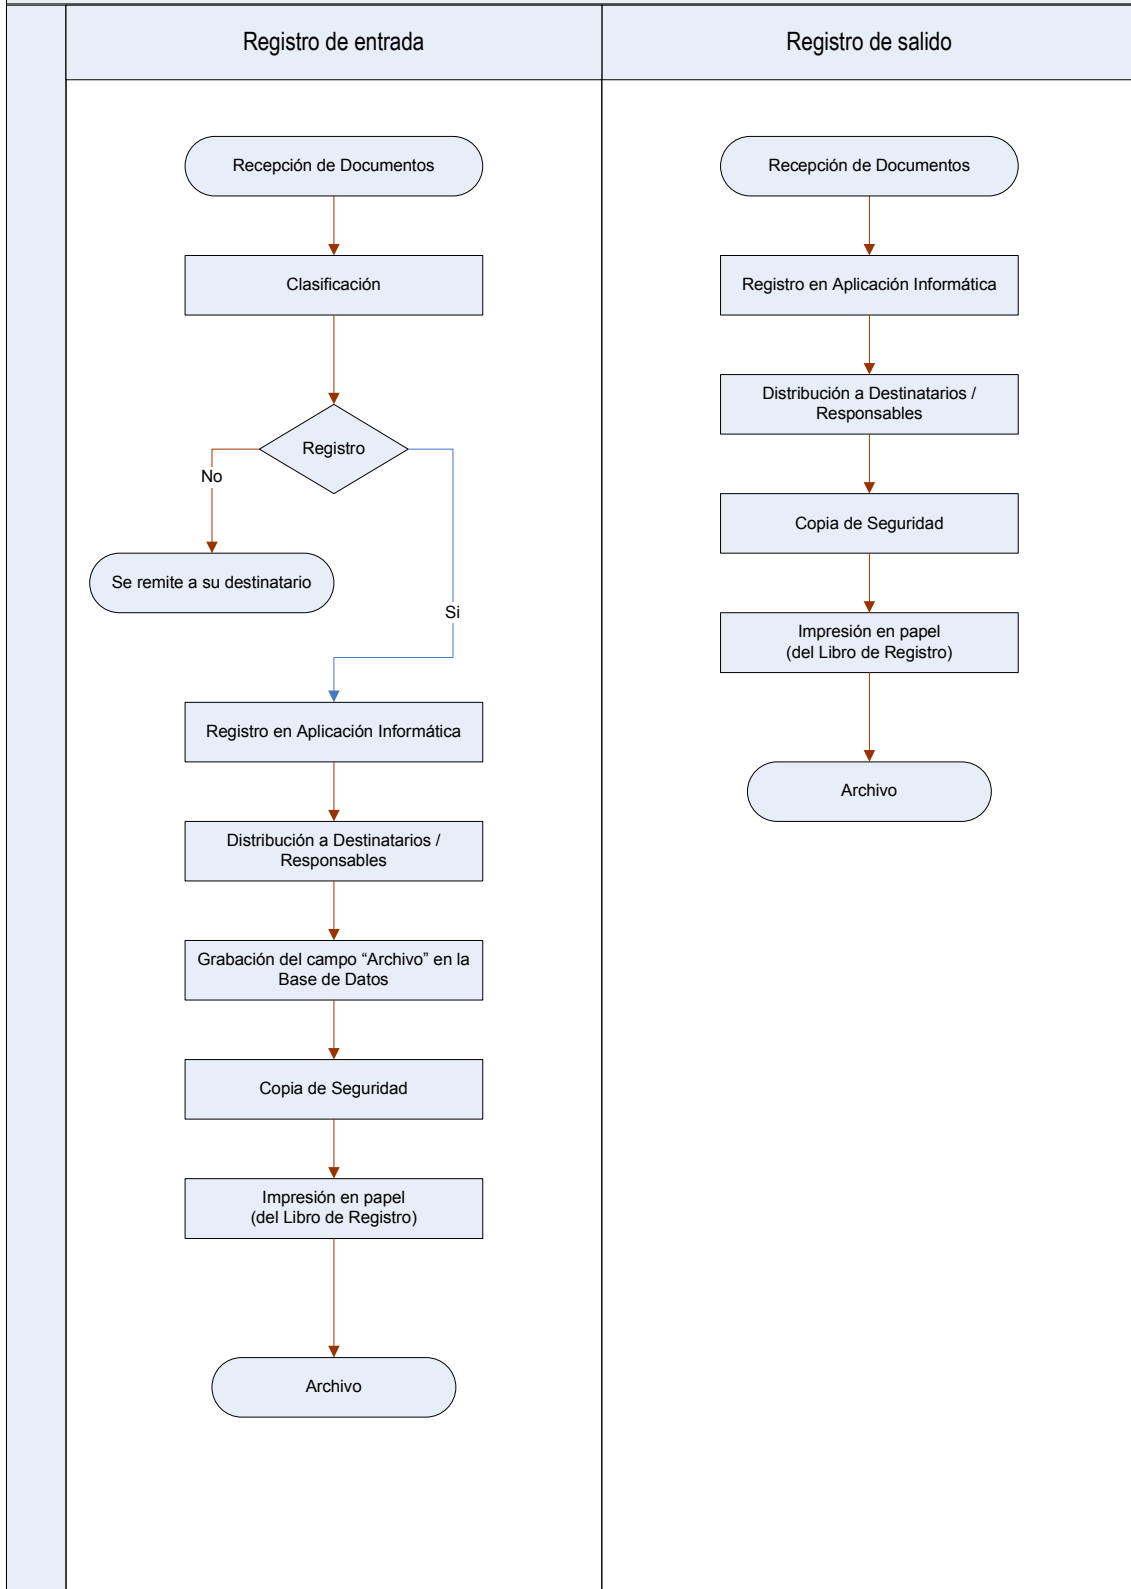 Registro de entrada
Registro de salido
Recepción de Documentos
Clasificación
Registro
No
Se remite a su destinatario
Si
Registro en Aplicación Informática
Distribución a Destinatarios /
Responsables
Grabación del campo “Archivo” en la
Base de Datos
Copia de Seguridad
Impresión en papel
(del Libro de Registro)
Archivo
Recepción de Documentos
Registro en Aplicación Informática
Distribución a Destinatarios /
Responsables
Copia de Seguridad
Impresión en papel
(del Libro de Registro)
Archivo